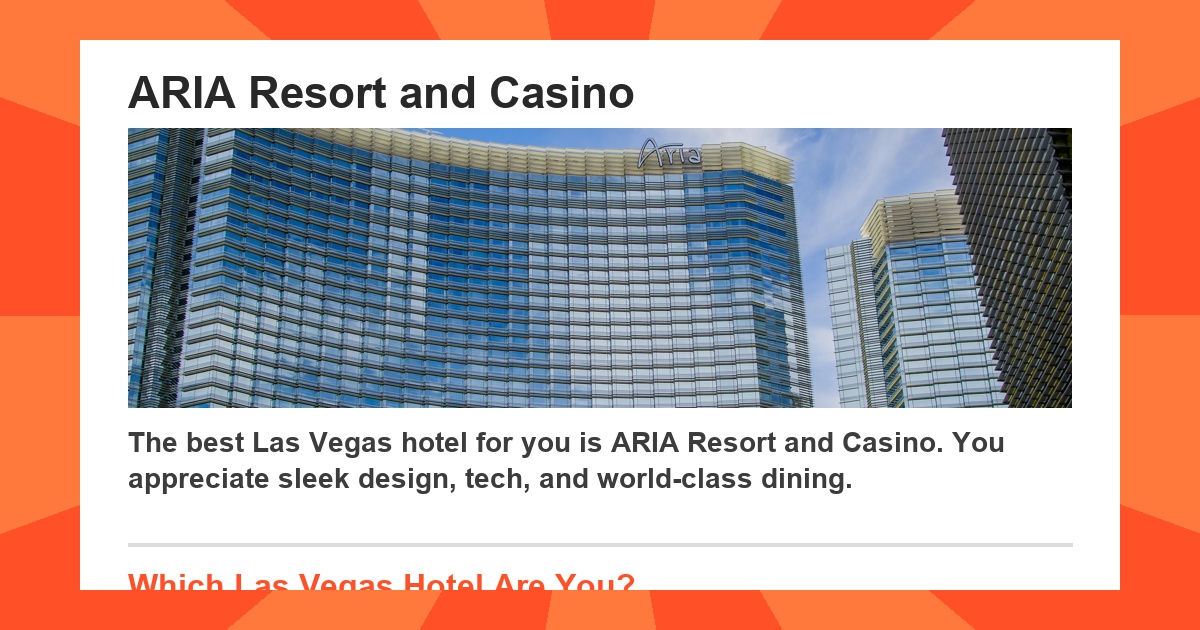 ARIA Resort and Casino
Aria
The best Las Vegas hotel for you is ARIA Resort and Casino. You
appreciate sleek design, tech, and world-class dining.
Which Las Vegas Hotel Are You?